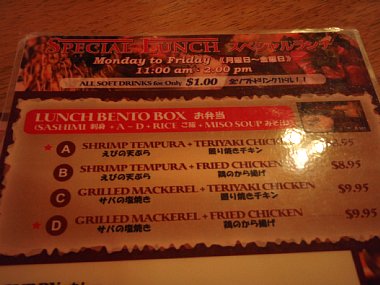 SPECIAL LUNCH スペシャルランチ
Monday to Friday 《月曜日ー金曜日》
11:00 am - 2:00 pm
ALL SOFT DRINKS for Only $1.00
LUNCH BENTO BOX お弁当
(SASHIMI 刺身 + A - D + RICE ご飯 + MISO SOUP
A SHRIMP TEMPURA + TERIYAKI CHICKEN
えびの天ぷら 照り焼きチキン
B SHRIMP TEMPURA + FRIED CHICKEN $8.95
えびの天ぷら 鶏のから揚げ
C GRILLED MACKEREL + TERIYAKI CHICKEN $9.95
サバの塩焼き 照り焼きチキン
D GRILLED MACKEREL + FRIED CHICKEN $9.95
サバの塩焼き 鶏のから揚げ